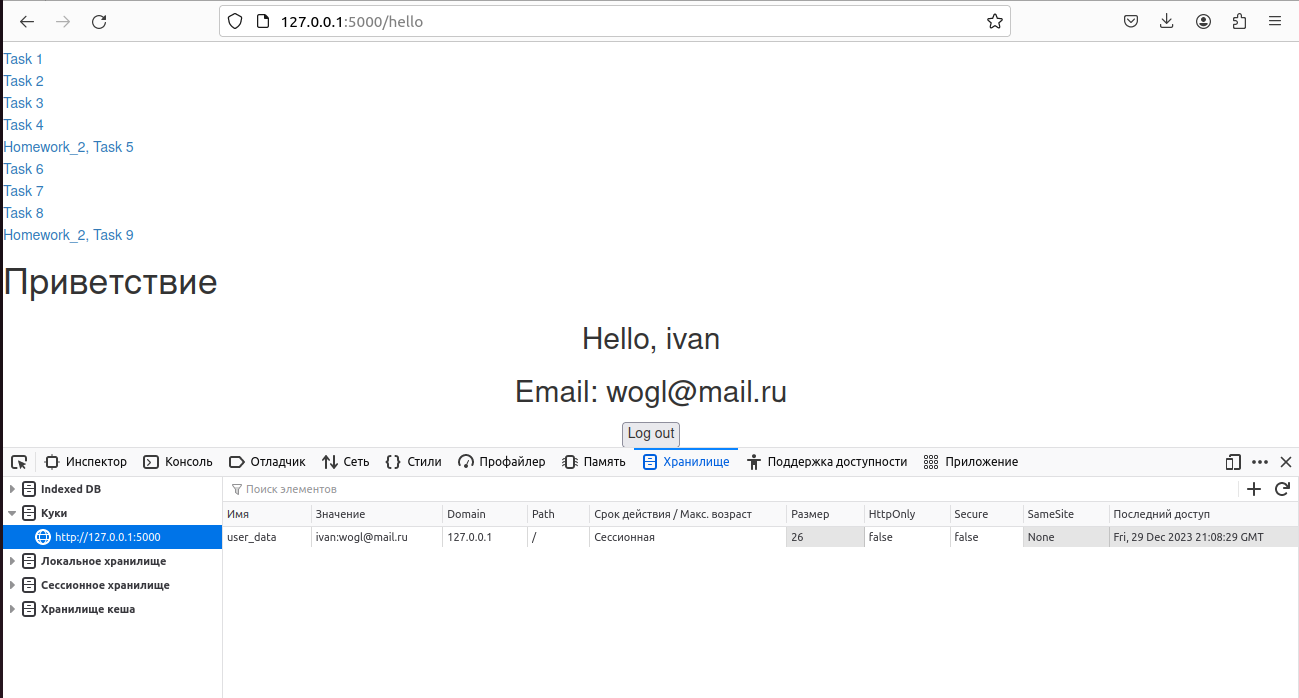 127.0.0.1:5000/hello
Task 1
Task 2
Task 3
Task 4
Homework_2, Task 5
Task 6
Task 7
Task 8
Homework_2, Task 9
Приветствие
Hello, ivan
Email: wogl@mail.ru
Log out
Инспектор Консоль Отладчик Сеть Стили Профайлер Память Хранилище Поддержка доступности Приложение
Indexed DB
Куки
http://127.0.0.1:5000
Локальное хранилище
Сессионное хранилище
Хранилище кеша
Поиск элементов
Имя Значение Domain Path Срок действия / Макс. возраст Размер HttpOnly Secure SameSite Последний доступ
user_data ivan:wogl@mail.ru 127.0.0.1 / Сессионная 26 false false None Fri, 29 Dec 2023 21:08:29 GMT